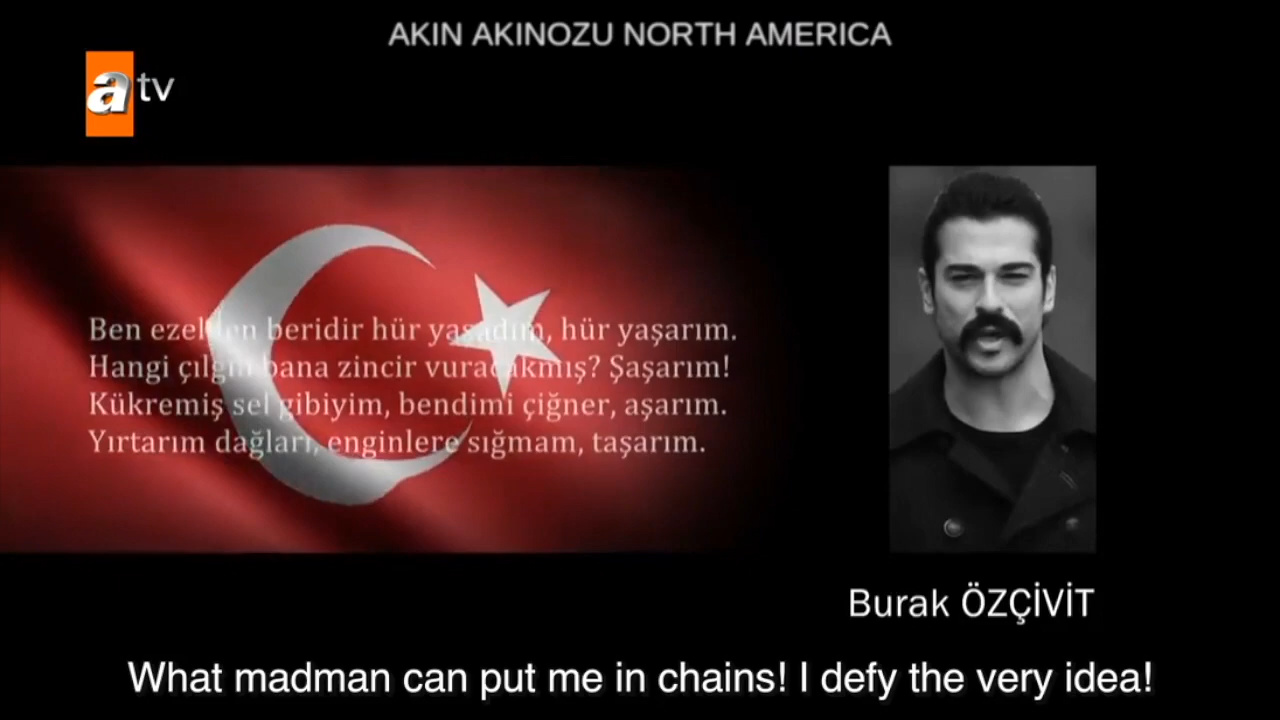 AKIN AKINOZU NORTH AMERICA
atv
Ben ezelden beridir hür yaşadım, hür yaşarım.
Hangi çılgın bana zincir vuracakmış? Şaşarım!
Kükremiş sel gibiyim, bendimi çiğner, aşarım.
Yırtarım dağları, enginlere sığmam, taşarım.
Burak ÖZÇİVİT
What madman can put me in chains! I defy the very idea!